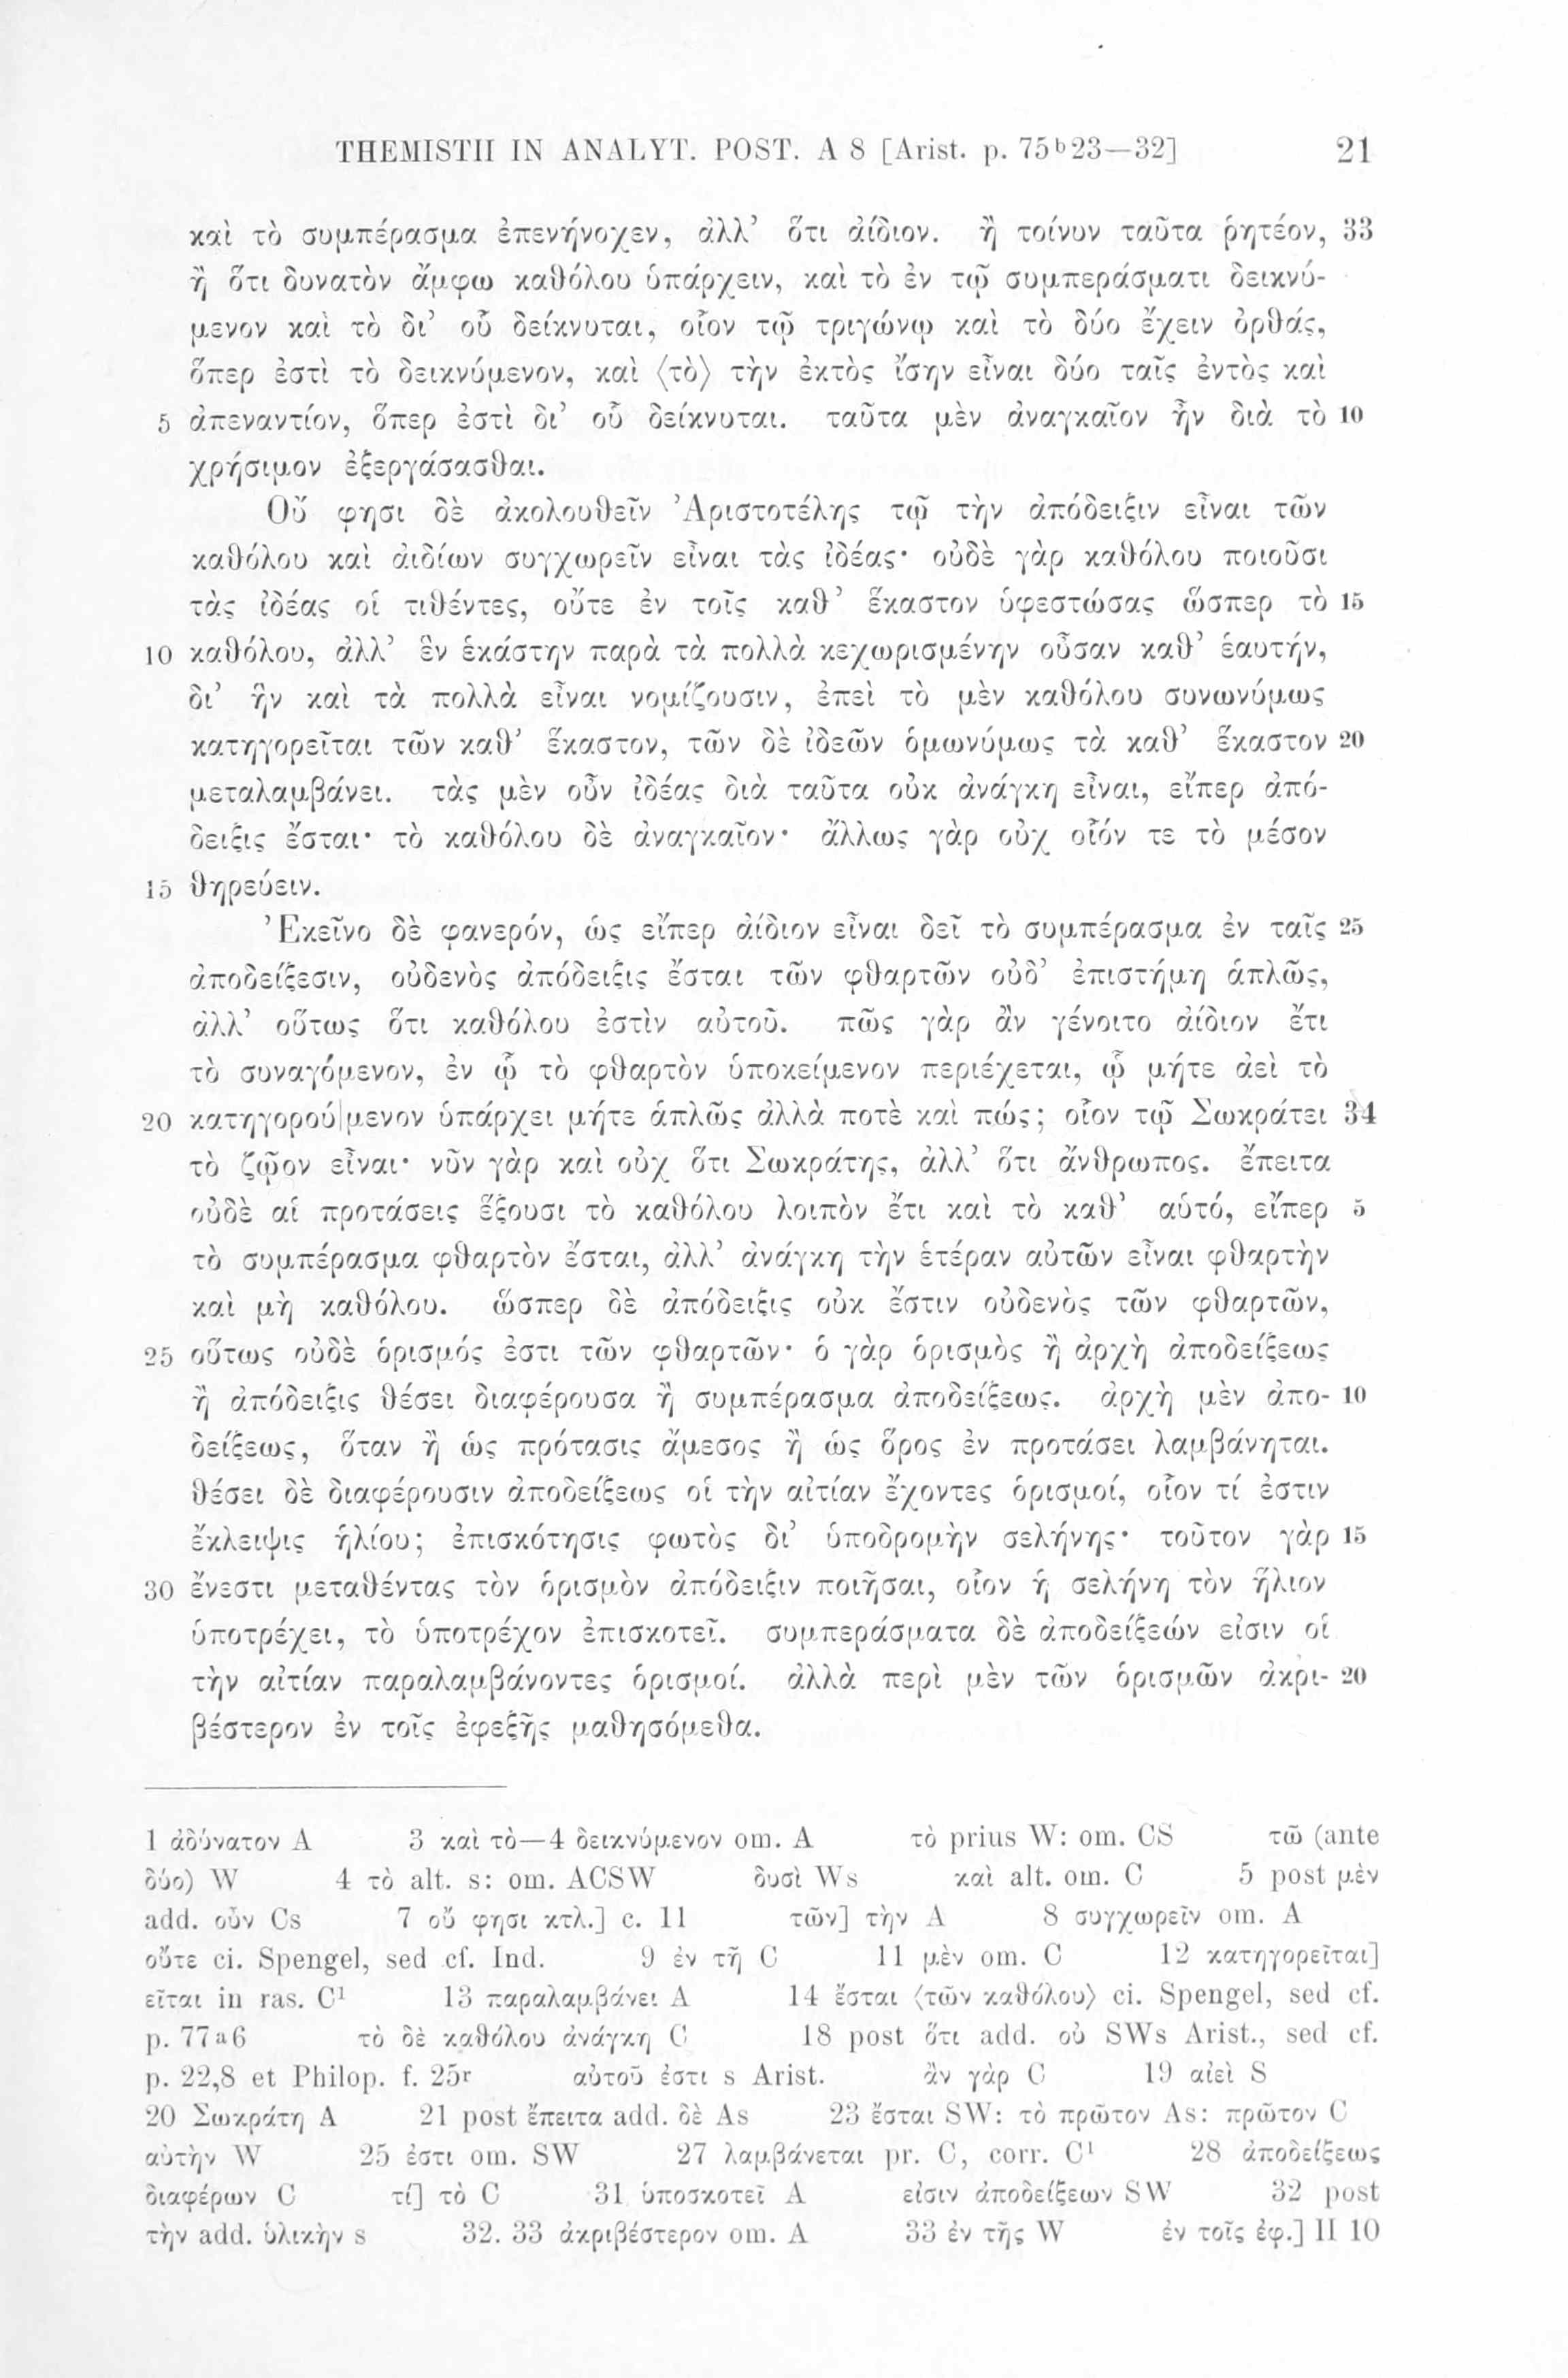 THEMISTII IN ANALYT. POST. A 8 [Arist. p. 75ᵇ23—32] 21
καὶ τὸ συμπέρασμα ἐπενήνοχεν, ἀλλ’ ὅτι ἀίδιον. ἢ τοίνυν ταῦτα ῥητέον, 33
ἢ ὅτι δυνατὸν ἄμφω καθόλου ὑπάρχειν, καὶ τὸ ἐν τῷ συμπεράσματι δεικνύ-
μενον καὶ τὸ δι’ οὗ δείκνυται, οἷον τῷ τριγώνῳ καὶ τὸ δύο ἔχειν ὀρθάς,
ὅπερ ἐστὶ τὸ δεικνύμενον, καὶ ⟨τὸ⟩ τὴν ἐκτὸς ἴσην εἶναι δύο ταῖς ἐντὸς καὶ
5 ἀπεναντίον, ὅπερ ἐστὶ δι’ οὗ δείκνυται. ταῦτα μὲν ἀναγκαῖον ἦν διὰ τὸ 10
χρήσιμον ἐξεργάσασθαι.
Οὔ φησι δὲ ἀκολουθεῖν Ἀριστοτέλης τῷ τὴν ἀπόδειξιν εἶναι τῶν
καθόλου καὶ ἀιδίων συγχωρεῖν εἶναι τὰς ἰδέας· οὐδὲ γὰρ καθόλου ποιοῦσι
τὰς ἰδέας οἱ τιθέντες, οὔτε ἐν τοῖς καθ’ ἕκαστον ὑφεστώσας ὥσπερ τὸ 15
10 καθόλου, ἀλλ’ ἓν ἑκάστην παρὰ τὰ πολλὰ κεχωρισμένην οὖσαν καθ’ ἑαυτήν,
δι’ ἣν καὶ τὰ πολλὰ εἶναι νομίζουσιν, ἐπεὶ τὸ μὲν καθόλου συνωνύμως
κατηγορεῖται τῶν καθ’ ἕκαστον, τῶν δὲ ἰδεῶν ὁμωνύμως τὰ καθ’ ἕκαστον 20
μεταλαμβάνει. τὰς μὲν οὖν ἰδέας διὰ ταῦτα οὐκ ἀνάγκη εἶναι, εἴπερ ἀπό-
δειξις ἔσται· τὸ καθόλου δὲ ἀναγκαῖον· ἄλλως γὰρ οὐχ οἷόν τε τὸ μέσον
15 θηρεύειν.
Ἐκεῖνο δὲ φανερόν, ὡς εἴπερ ἀίδιον εἶναι δεῖ τὸ συμπέρασμα ἐν ταῖς 25
ἀποδείξεσιν, οὐδενὸς ἀπόδειξις ἔσται τῶν φθαρτῶν οὐδ’ ἐπιστήμη ἁπλῶς,
ἀλλ’ οὕτως ὅτι καθόλου ἐστὶν αὐτοῦ. πῶς γὰρ ἂν γένοιτο ἀίδιον ἔτι
τὸ συναγόμενον, ἐν ᾧ τὸ φθαρτὸν ὑποκείμενον περιέχεται, ᾧ μήτε ἀεὶ τὸ
20 κατηγορού|μενον ὑπάρχει μήτε ἁπλῶς ἀλλὰ ποτὲ καὶ πώς; οἷον τῷ Σωκράτει 34
τὸ ζῷον εἶναι· νῦν γὰρ καὶ οὐχ ὅτι Σωκράτης, ἀλλ’ ὅτι ἄνθρωπος. ἔπειτα
οὐδὲ αἱ προτάσεις ἕξουσι τὸ καθόλου λοιπὸν ἔτι καὶ τὸ καθ’ αὑτό, εἴπερ 5
τὸ συμπέρασμα φθαρτὸν ἔσται, ἀλλ’ ἀνάγκη τὴν ἑτέραν αὐτῶν εἶναι φθαρτὴν
καὶ μὴ καθόλου. ὥσπερ δὲ ἀπόδειξις οὐκ ἔστιν οὐδενὸς τῶν φθαρτῶν,
25 οὕτως οὐδὲ ὁρισμός ἐστι τῶν φθαρτῶν· ὁ γὰρ ὁρισμὸς ἢ ἀρχὴ ἀποδείξεως
ἢ ἀπόδειξις θέσει διαφέρουσα ἢ συμπέρασμα ἀποδείξεως. ἀρχὴ μὲν ἀπο- 10
δείξεως, ὅταν ἢ ὡς πρότασις ἄμεσος ἢ ὡς ὅρος ἐν προτάσει λαμβάνηται.
θέσει δὲ διαφέρουσιν ἀποδείξεως οἱ τὴν αἰτίαν ἔχοντες ὁρισμοί, οἷον τί ἐστιν
ἔκλειψις ἡλίου; ἐπισκότησις φωτὸς δι’ ὑποδρομὴν σελήνης· τοῦτον γὰρ 15
30 ἔνεστι μεταθέντας τὸν ὁρισμὸν ἀπόδειξιν ποιῆσαι, οἷον ἡ σελήνη τὸν ἥλιον
ὑποτρέχει, τὸ ὑποτρέχον ἐπισκοτεῖ. συμπεράσματα δὲ ἀποδείξεών εἰσιν οἱ
τὴν αἰτίαν παραλαμβάνοντες ὁρισμοί. ἀλλὰ περὶ μὲν τῶν ὁρισμῶν ἀκρι- 20
βέστερον ἐν τοῖς ἐφεξῆς μαθησόμεθα.
1 ἀδύνατον A 3 καὶ τὸ—4 δεικνύμενον om. A τὸ prius W: om. CS τῶ (ante
δύο) W 4 τὸ alt. s: om. ACSW δυσὶ Ws καὶ alt. om. C 5 post μὲν
add. οὖν Cs 7 οὔ φησι κτλ.] c. 11 τῶν] τὴν A 8 συγχωρεῖν om. A
οὔτε ci. Spengel, sed cf. Ind. 9 ἐν τῇ C 11 μὲν om. C 12 κατηγορεῖται]
εῖται in ras. C¹ 13 παραλαμβάνει A 14 ἔσται ⟨τῶν καθόλου⟩ ci. Spengel, sed cf.
p. 77ᵃ6 τὸ δὲ καθόλου ἀνάγκη C 18 post ὅτι add. οὐ SWs Arist., sed cf.
p. 22,8 et Philop. f. 25ʳ αὐτοῦ ἐστι s Arist. ἂν γὰρ C 19 αἰεὶ S
20 Σωκράτη A 21 post ἔπειτα add. δὲ As 23 ἔσται SW: τὸ πρῶτον As: πρῶτον C
αὐτὴν W 25 ἐστι om. SW 27 λαμβάνεται pr. C, corr. C¹ 28 ἀποδείξεως
διαφέρων C τί] τὸ C 31 ὑποσκοτεῖ A εἰσιν ἀποδείξεων SW 32 post
τὴν add. ὑλικὴν s 32. 33 ἀκριβέστερον om. A 33 ἐν τῆς W ἐν τοῖς ἐφ.] II 10